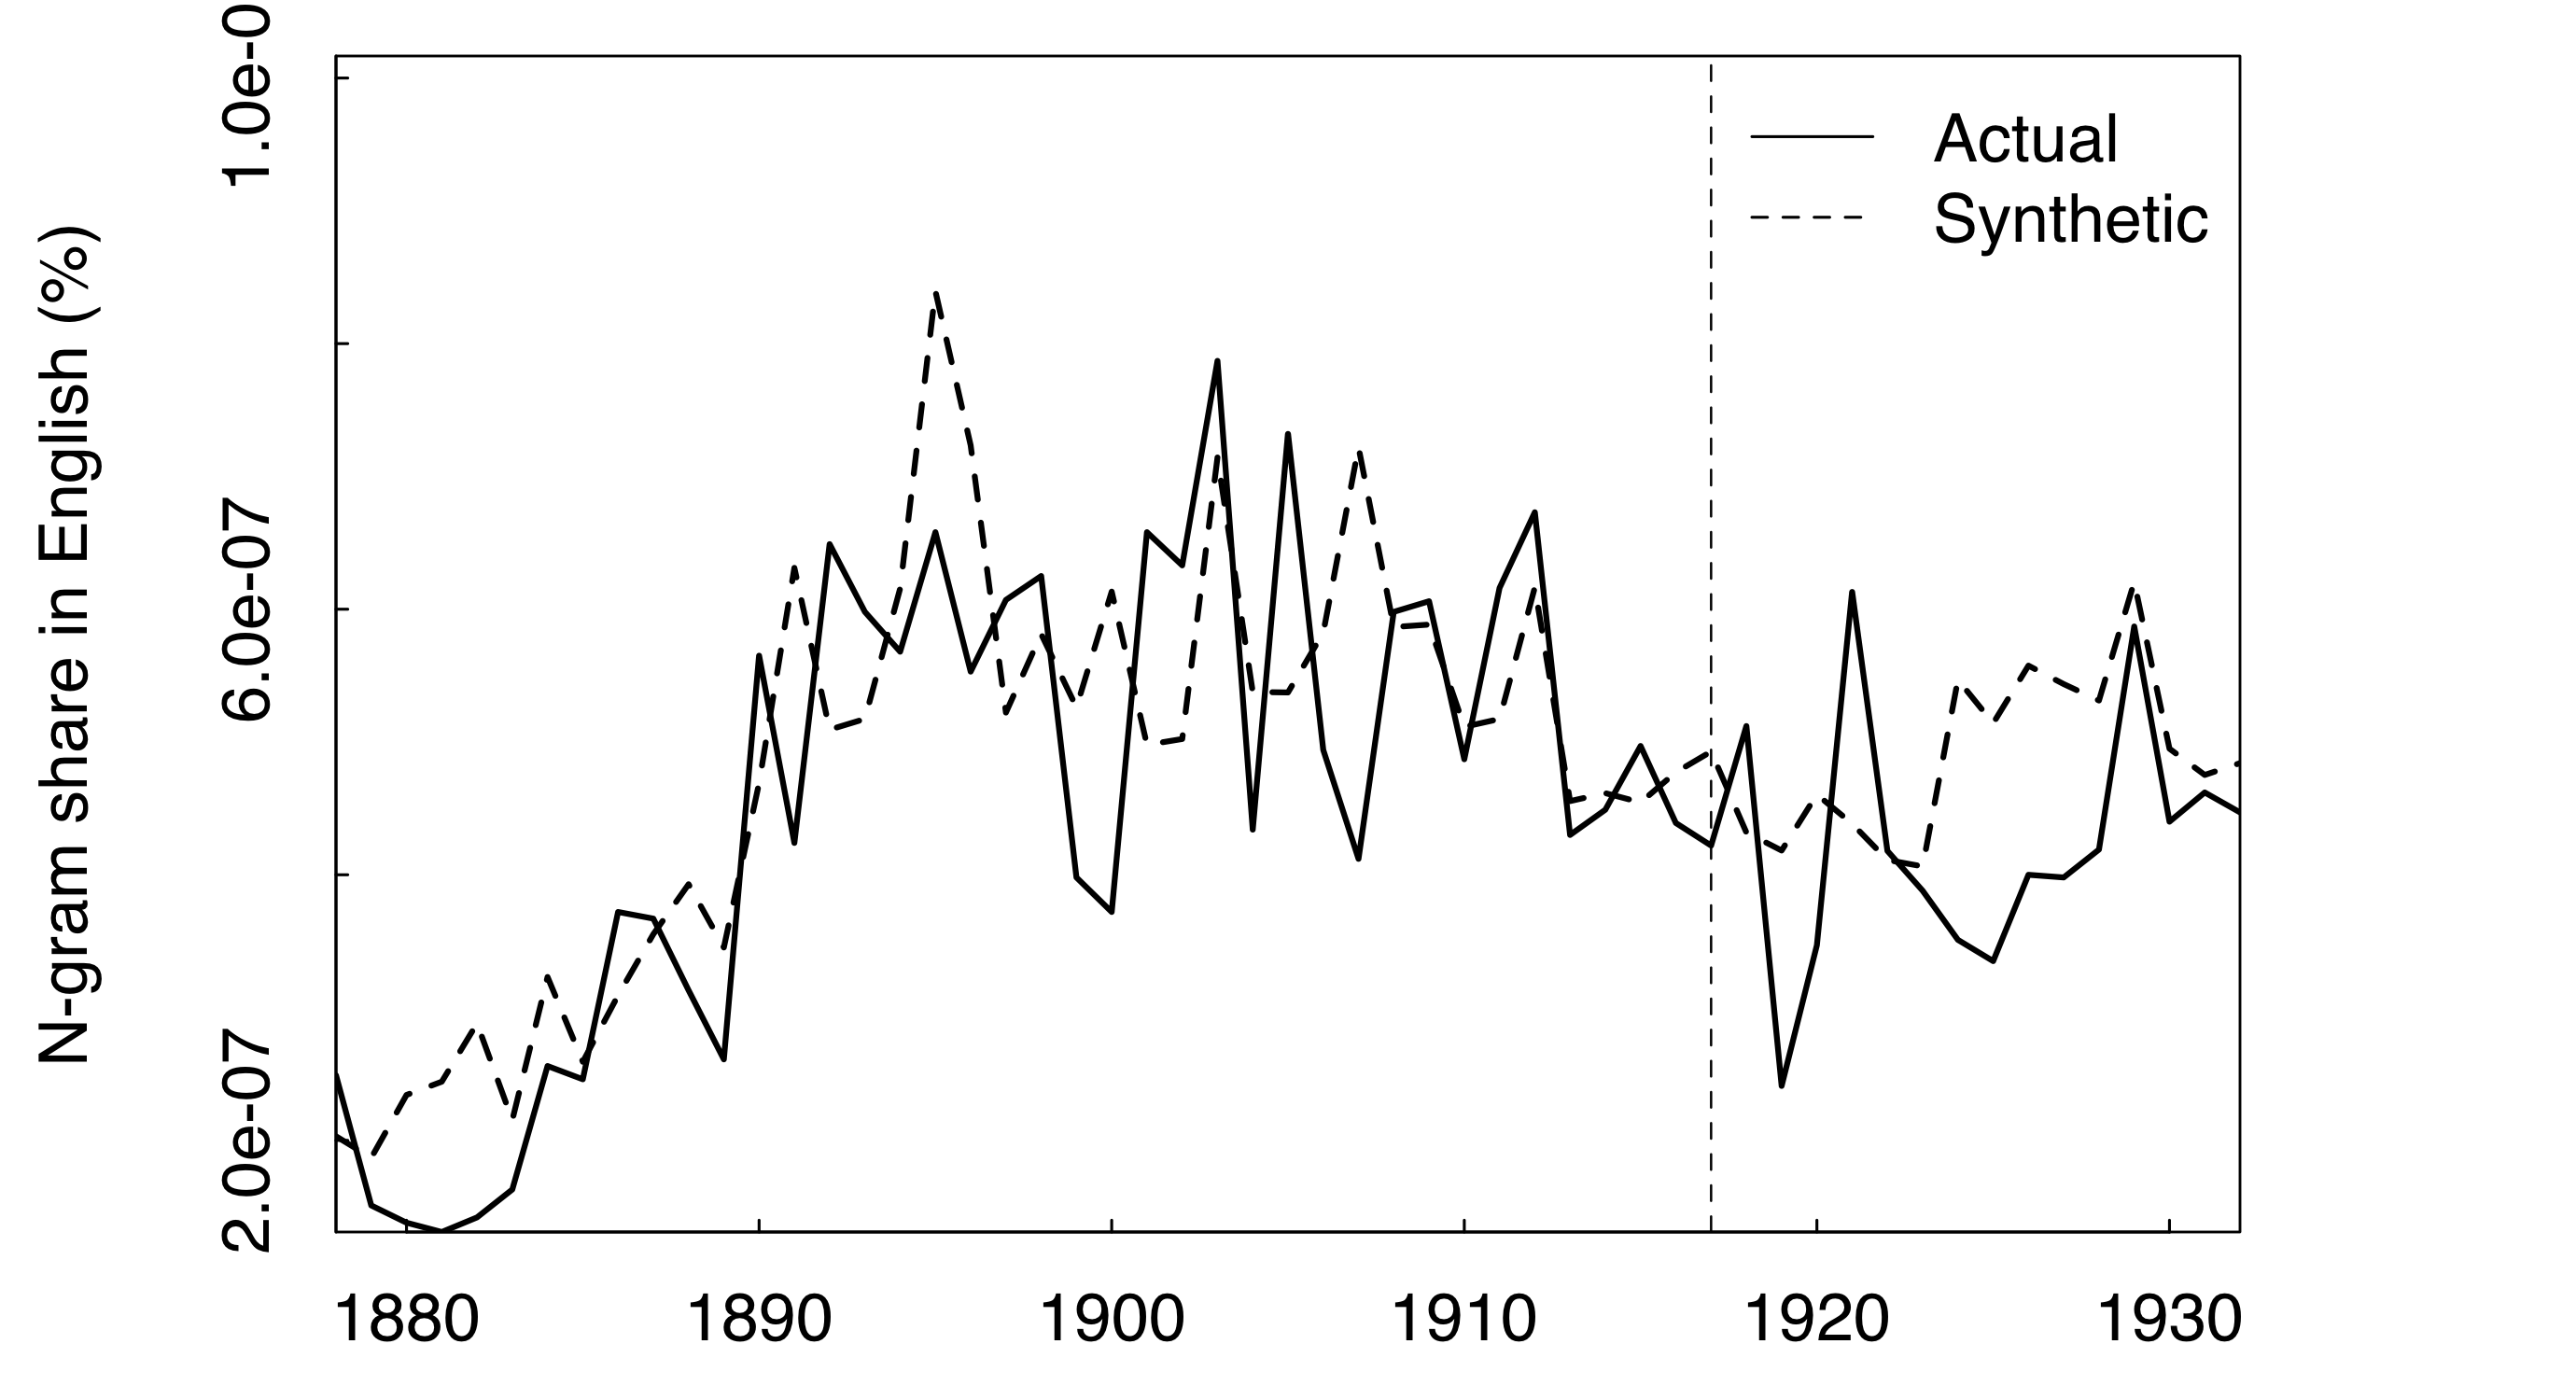 N-gram share in English (%)
1.0e-0
6.0e-07
2.0e-07
Actual
Synthetic
1880 1890 1900 1910 1920 1930